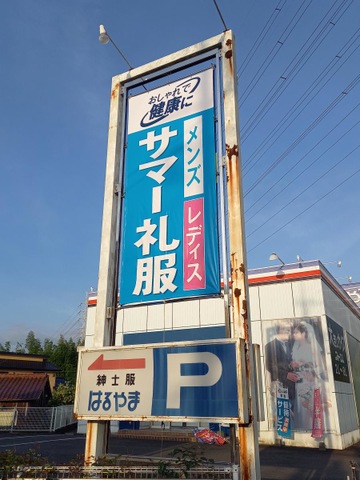 おしゃれで
健康に
メンズ
レディス
サマー礼服
紳士服
はるやま
P